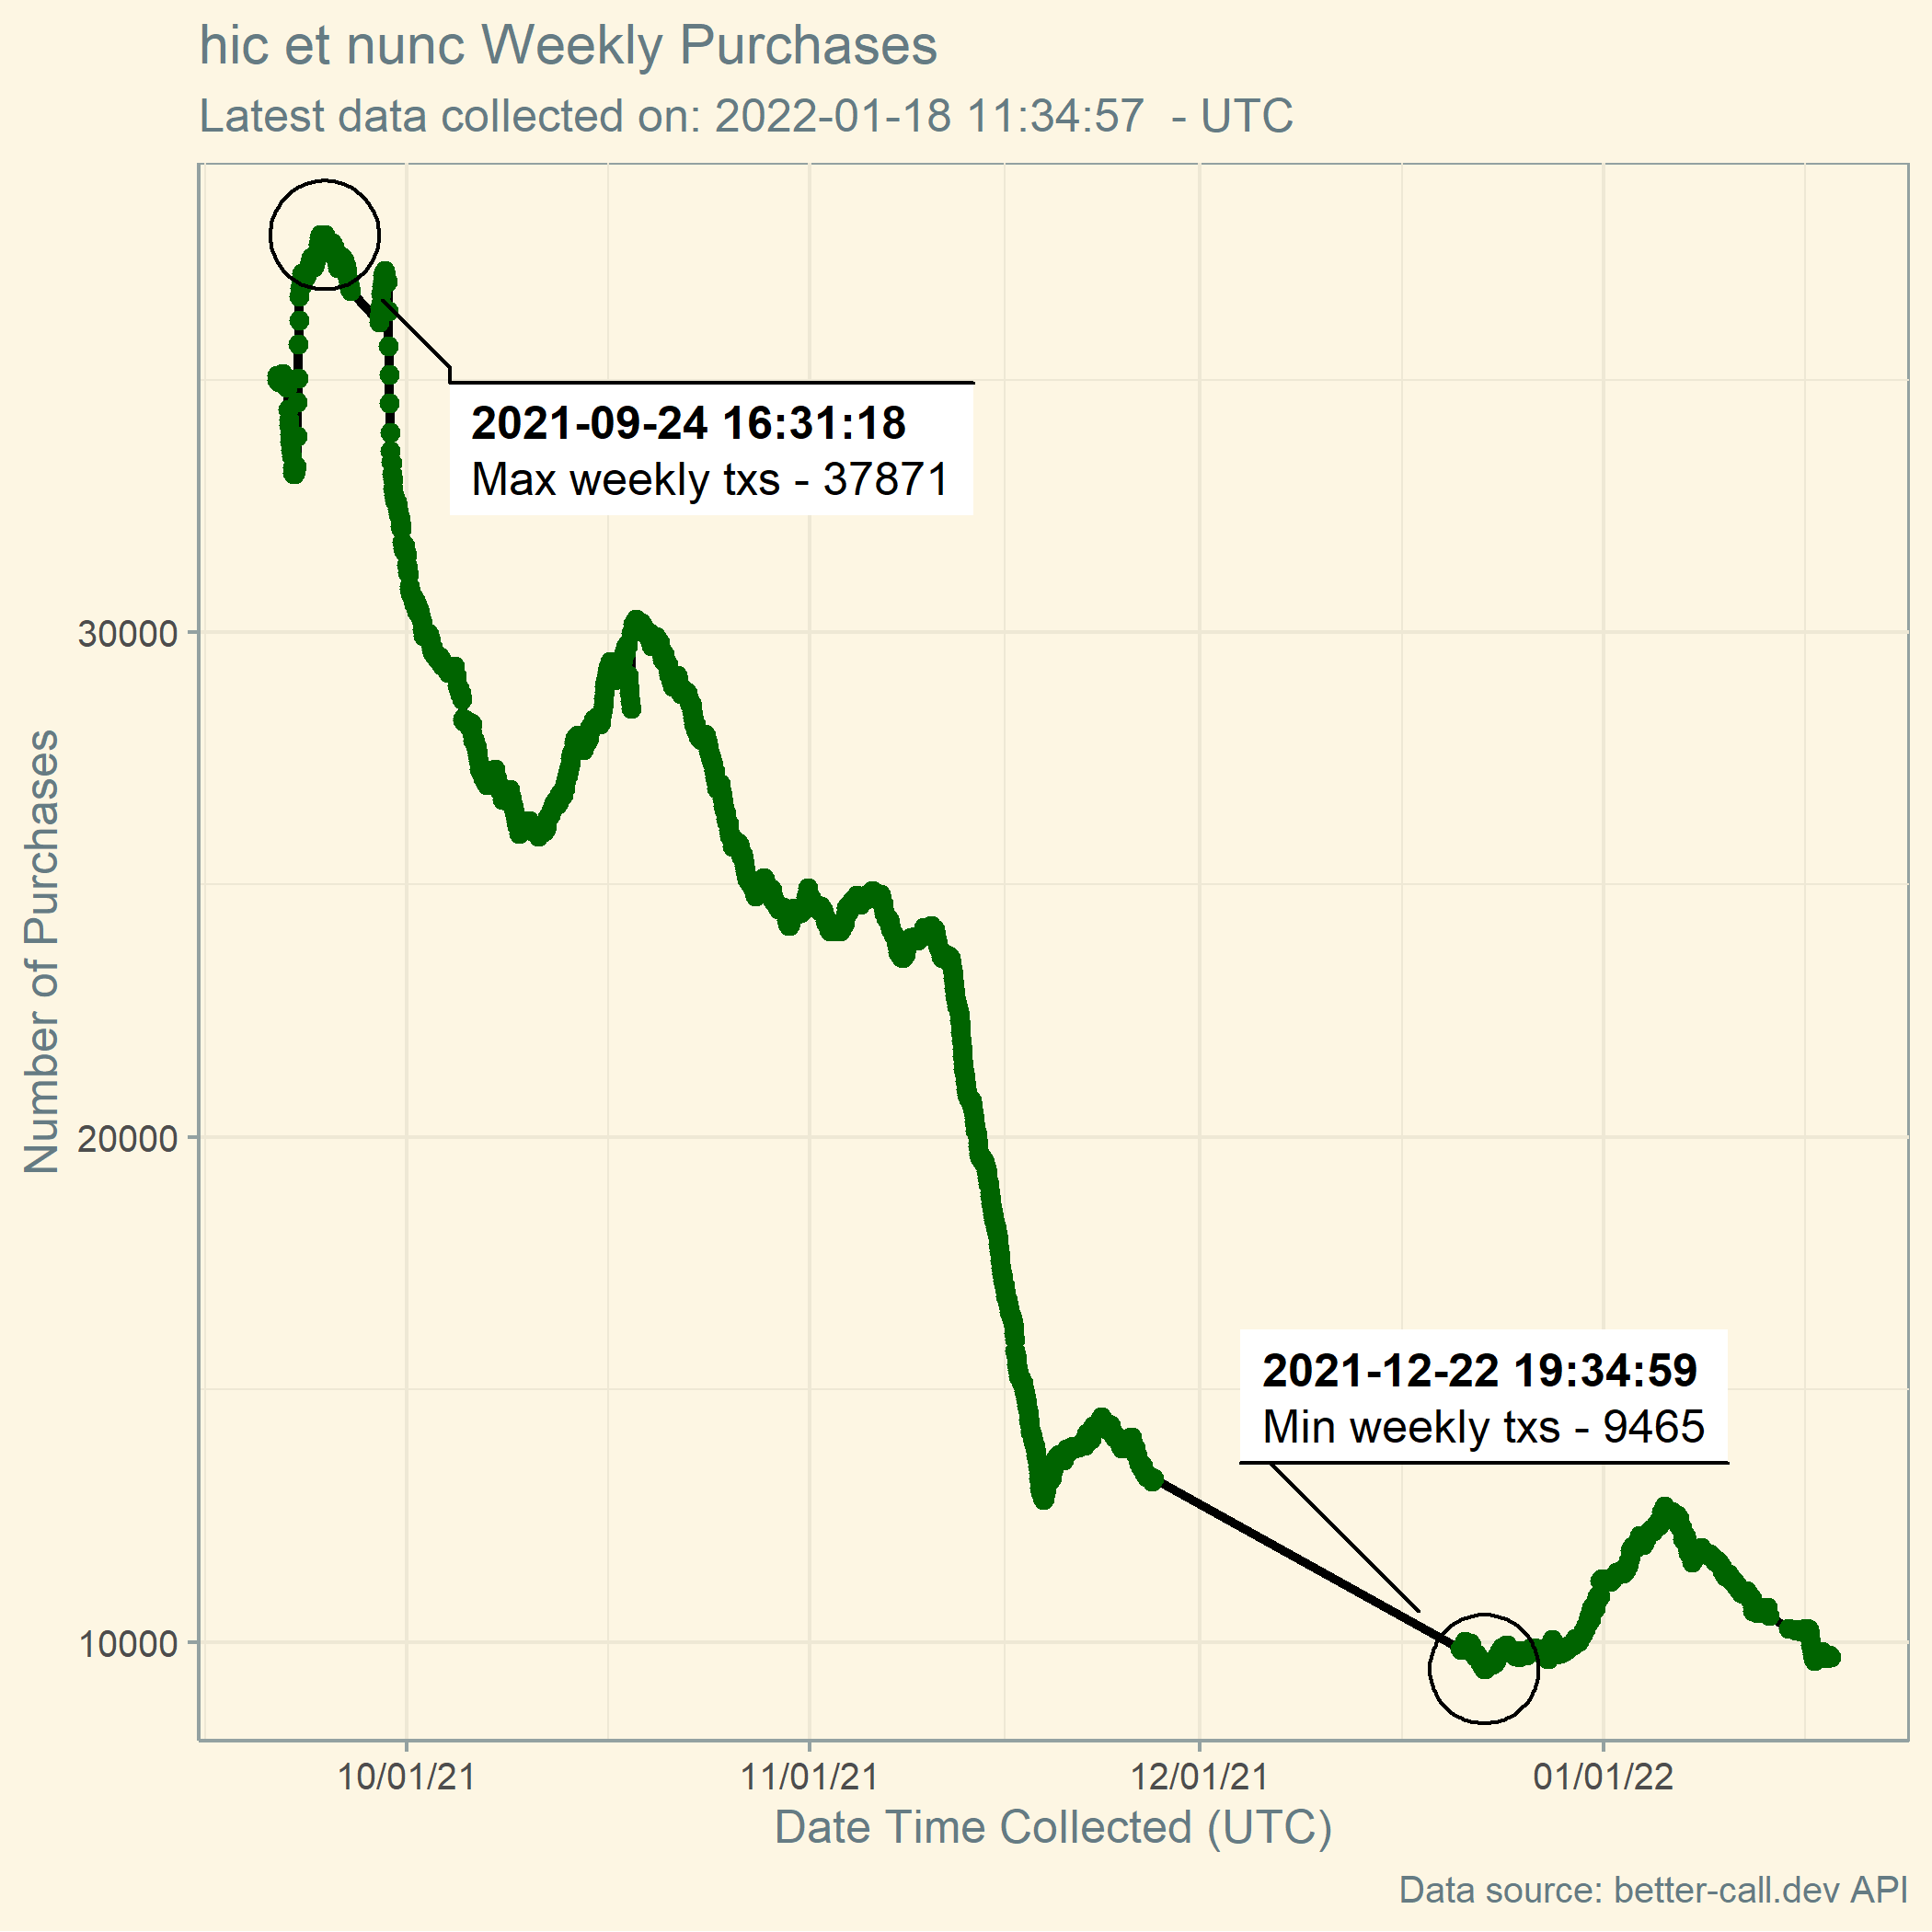 hic et nunc Weekly Purchases
Latest data collected on: 2022-01-18 11:34:57  - UTC
2021-09-24 16:31:18
Max weekly txs - 37871
30000
20000
10000
Number of Purchases
2021-12-22 19:34:59
Min weekly txs - 9465
10/01/21
11/01/21
12/01/21
01/01/22
Date Time Collected (UTC)
Data source: better-call.dev API